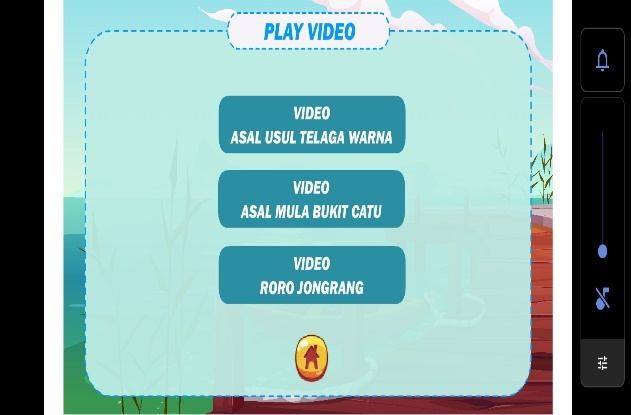 PLAY VIDEO
VIDEO
ASAL USUL TELAGA WARNA
VIDEO
ASAL MULA BUKIT CATU
VIDEO
RORO JONGRANG